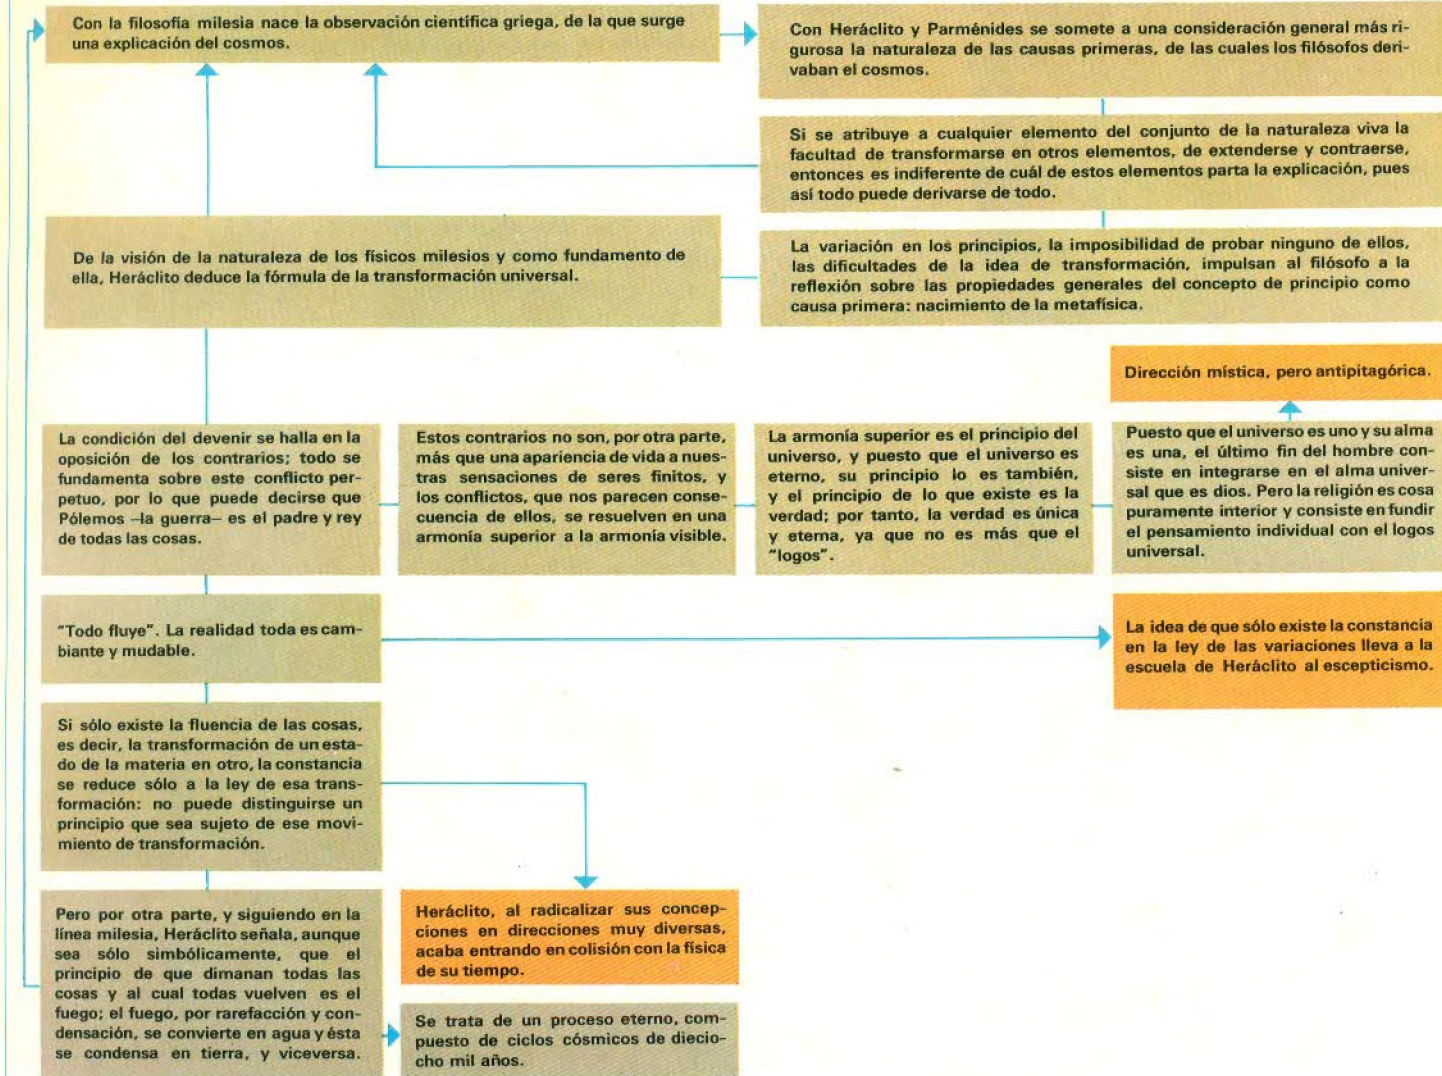 Con la filosofía milesia nace la observación científica griega, de la que surge
una explicación del cosmos.
Con Heráclito y Parménides se somete a una consideración general más ri-
gurosa la naturaleza de las causas primeras, de las cuales los filósofos deri-
vaban el cosmos.
Si se atribuye a cualquier elemento del conjunto de la naturaleza viva la
facultad de transformarse en otros elementos, de extenderse y contraerse,
entonces es indiferente de cuál de estos elementos parta la explicación, pues
así todo puede derivarse de todo.
De la visión de la naturaleza de los físicos milesios y como fundamento de
ella, Heráclito deduce la fórmula de la transformación universal.
La variación en los principios, la imposibilidad de probar ninguno de ellos,
las dificultades de la idea de transformación, impulsan al filósofo a la
reflexión sobre las propiedades generales del concepto de principio como
causa primera: nacimiento de la metafísica.
Dirección mística, pero antipitagórica.
La condición del devenir se halla en la
oposición de los contrarios; todo se
fundamenta sobre este conflicto per-
petuo, por lo que puede decirse que
Pólemos —la guerra— es el padre y rey
de todas las cosas.
Estos contrarios no son, por otra parte,
más que una apariencia de vida a nues-
tras sensaciones de seres finitos, y
los conflictos, que nos parecen conse-
cuencia de ellos, se resuelven en una
armonía superior a la armonía visible.
La armonía superior es el principio del
universo, y puesto que el universo es
eterno, su principio lo es también,
y el principio de lo que existe es la
verdad; por tanto, la verdad es única
y eterna, ya que no es más que el
"logos".
Puesto que el universo es uno y su alma
es una, el último fin del hombre con-
siste en integrarse en el alma univer-
sal que es dios. Pero la religión es cosa
puramente interior y consiste en fundir
el pensamiento individual con el logos
universal.
"Todo fluye". La realidad toda es cam-
biante y mudable.
La idea de que sólo existe la constancia
en la ley de las variaciones lleva a la
escuela de Heráclito al escepticismo.
Si sólo existe la fluencia de las cosas,
es decir, la transformación de un esta-
do de la materia en otro, la constancia
se reduce sólo a la ley de esa trans-
formación: no puede distinguirse un
principio que sea sujeto de ese movi-
miento de transformación.
Pero por otra parte, y siguiendo en la
línea milesia, Heráclito señala, aunque
sea sólo simbólicamente, que el
principio de que dimanan todas las
cosas y al cual todas vuelven es el
fuego; el fuego, por rarefacción y con-
densación, se convierte en agua y ésta
se condensa en tierra, y viceversa.
Heráclito, al radicalizar sus concep-
ciones en direcciones muy diversas,
acaba entrando en colisión con la física
de su tiempo.
Se trata de un proceso eterno, com-
puesto de ciclos cósmicos de diecio-
cho mil años.